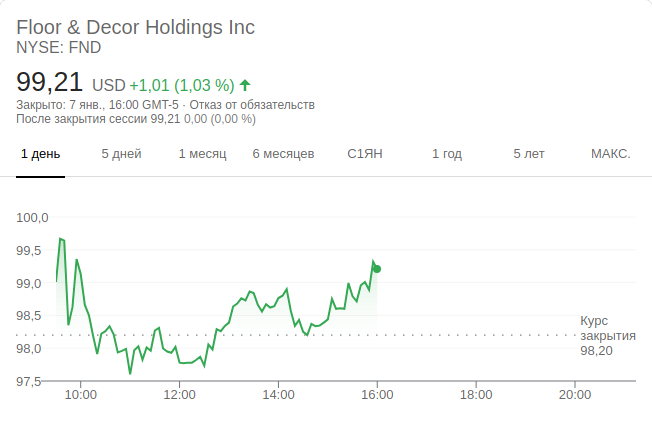 Floor & Decor Holdings Inc
NYSE: FND
99,21 USD +1,01 (1,03 %)
Закрыто: 7 янв., 16:00 GMT-5 · Отказ от обязательств
После закрытия сессии 99,21 0,00 (0,00 %)
1 день 5 дней 1 месяц 6 месяцев С1ЯН 1 год 5 лет МАКС.
100,0
99,5
99,0
98,5
98,0
97,5
Курс
закрытия
98,20
10:00 12:00 14:00 16:00 18:00 20:00